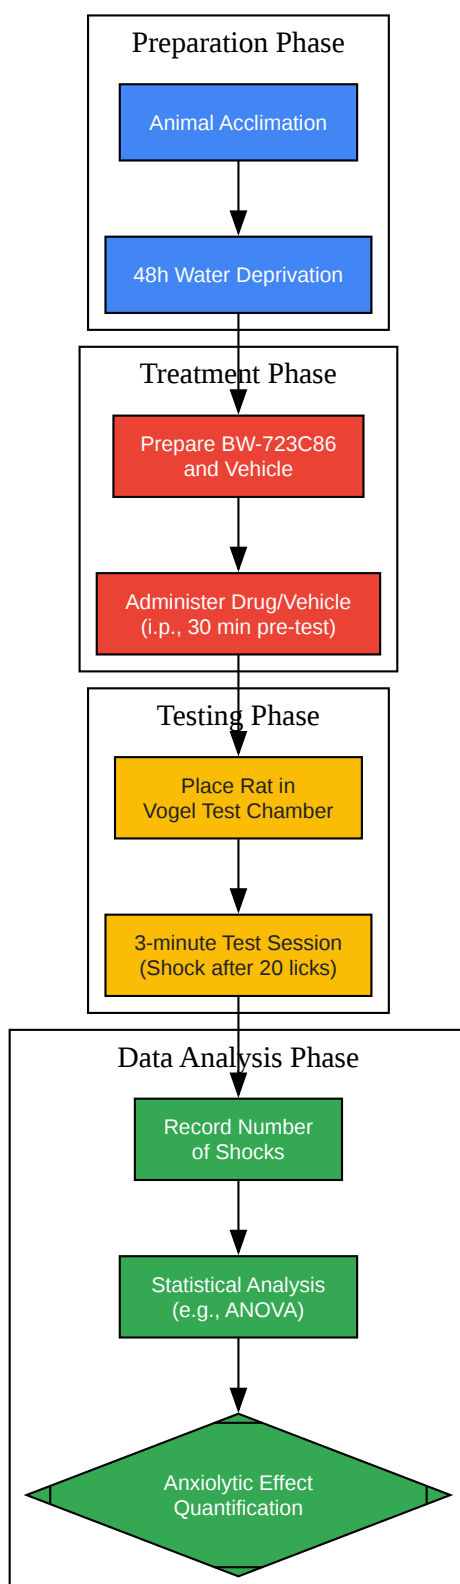 Preparation Phase
Animal Acclimation
48h Water Deprivation
Treatment Phase
Prepare BW-723C86
and Vehicle
Administer Drug/Vehicle
(i.p., 30 min pre-test)
Testing Phase
Place Rat in
Vogel Test Chamber
3-minute Test Session
(Shock after 20 licks)
Data Analysis Phase
Record Number
of Shocks
Statistical Analysis
(e.g., ANOVA)
Anxiolytic Effect
Quantification